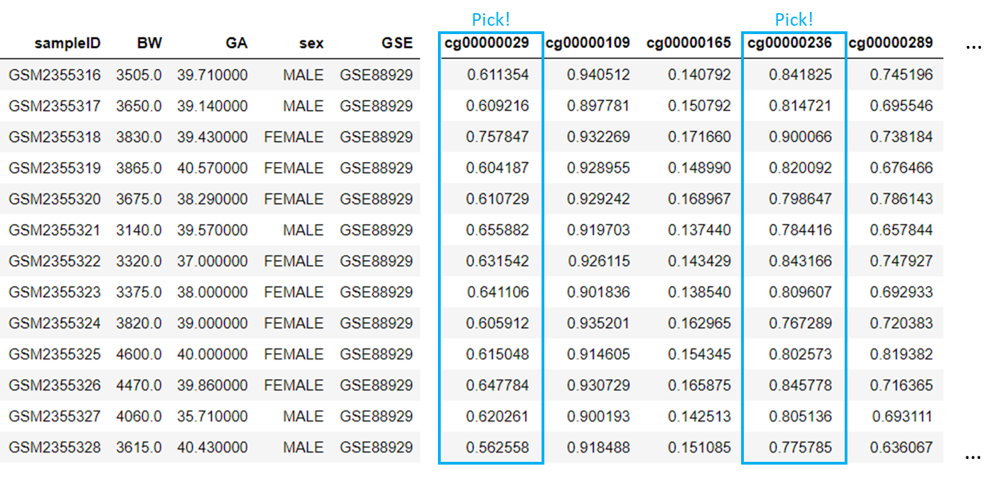 Pick! Pick!
sampleID BW GA sex GSE cg00000029 cg00000109 cg00000165 cg00000236 cg00000289 ...
GSM2355316 3505.0 39.710000 MALE GSE88929 0.611354 0.940512 0.140792 0.841825 0.745196
GSM2355317 3650.0 39.140000 MALE GSE88929 0.609216 0.897781 0.150792 0.814721 0.695546
GSM2355318 3830.0 39.430000 FEMALE GSE88929 0.757847 0.932269 0.171660 0.900066 0.738184
GSM2355319 3865.0 40.570000 FEMALE GSE88929 0.604187 0.928955 0.148990 0.820092 0.676466
GSM2355320 3675.0 38.290000 FEMALE GSE88929 0.610729 0.929242 0.168967 0.798647 0.786143
GSM2355321 3140.0 39.570000 MALE GSE88929 0.655882 0.919703 0.137440 0.784416 0.657844
GSM2355322 3320.0 37.000000 FEMALE GSE88929 0.631542 0.926115 0.143429 0.843166 0.747927
GSM2355323 3375.0 38.000000 FEMALE GSE88929 0.641106 0.901836 0.138540 0.809607 0.692933
GSM2355324 3820.0 39.000000 FEMALE GSE88929 0.605912 0.935201 0.162965 0.767289 0.720383
GSM2355325 4600.0 40.000000 FEMALE GSE88929 0.615048 0.914605 0.154345 0.802573 0.819382
GSM2355326 4470.0 39.860000 FEMALE GSE88929 0.647784 0.930729 0.165875 0.845778 0.716365
GSM2355327 4060.0 35.710000 MALE GSE88929 0.620261 0.900193 0.142513 0.805136 0.693111
GSM2355328 3615.0 40.430000 MALE GSE88929 0.562558 0.918488 0.151085 0.775785 0.636067 ...